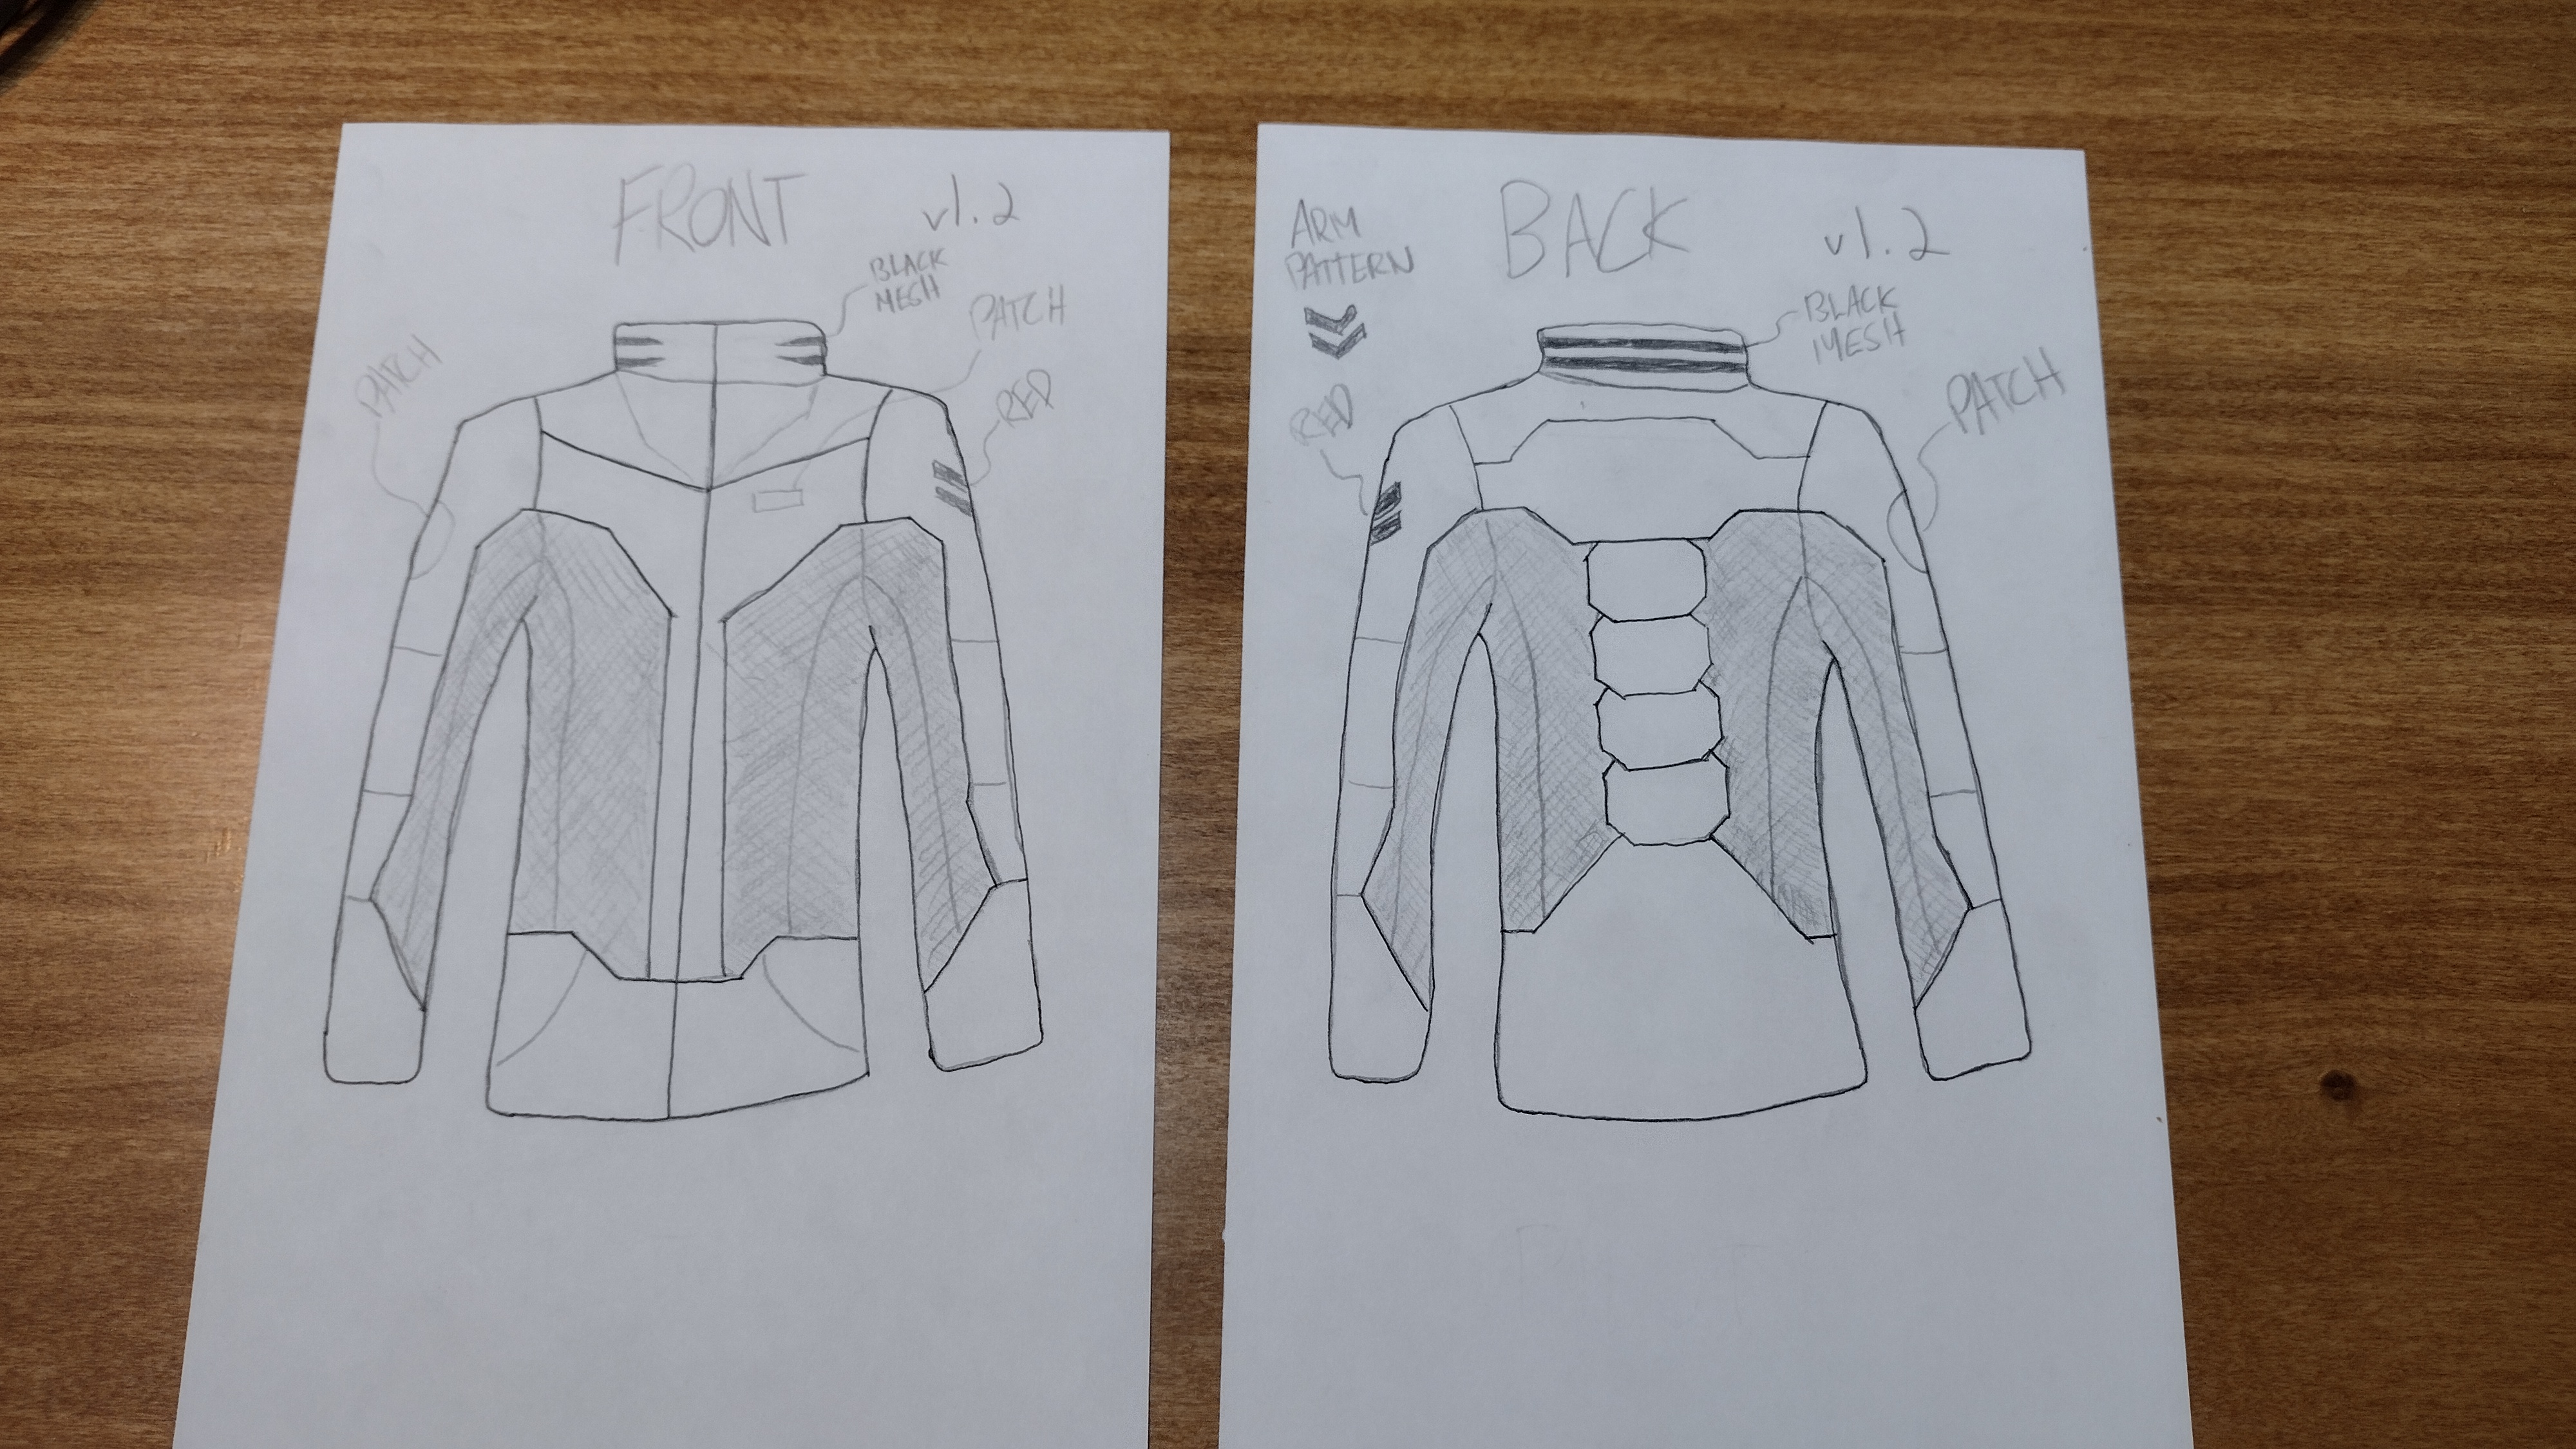 FRONT
v1.2
BLACK
MESH
PATCH
PATCH
RED
ARM
PATTERN
BACK
v1.2
BLACK
MESH
RED
PATCH